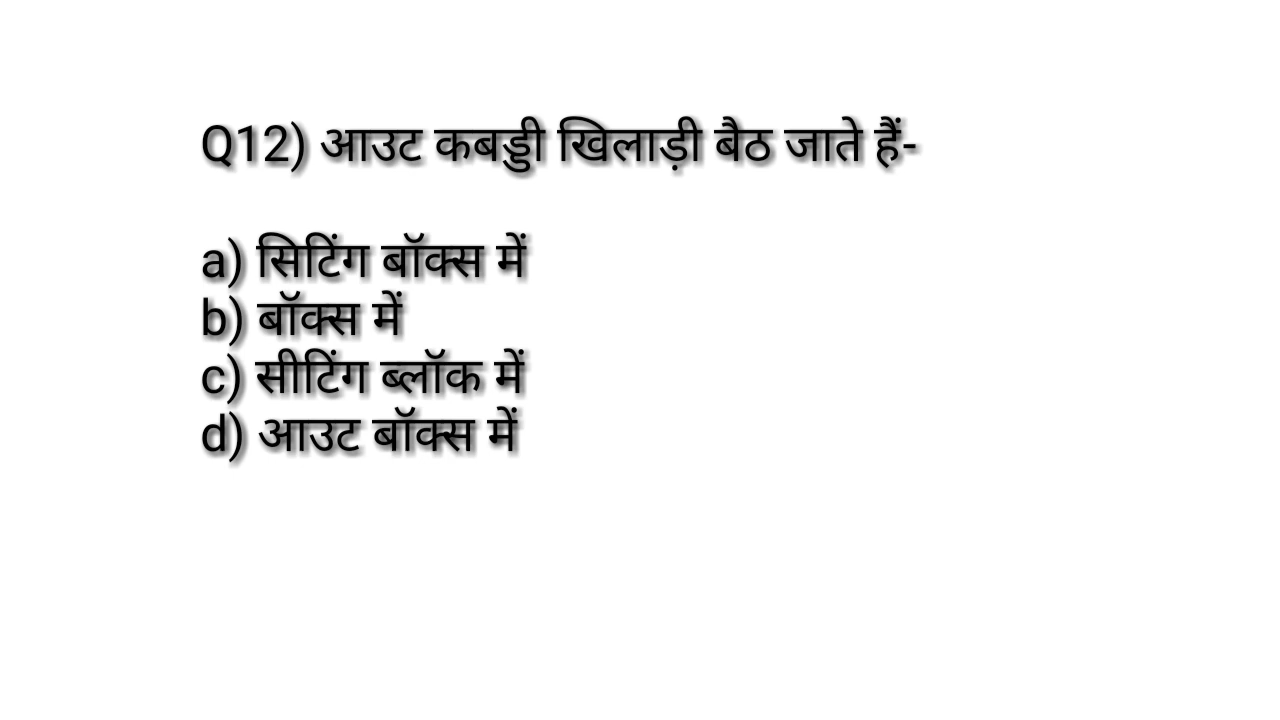 Q12) आउट कबड्डी खिलाड़ी बैठ जाते हैं-
a) सिटिंग बॉक्स में
b) बॉक्स में
c) सीटिंग ब्लॉक में
d) आउट बॉक्स में